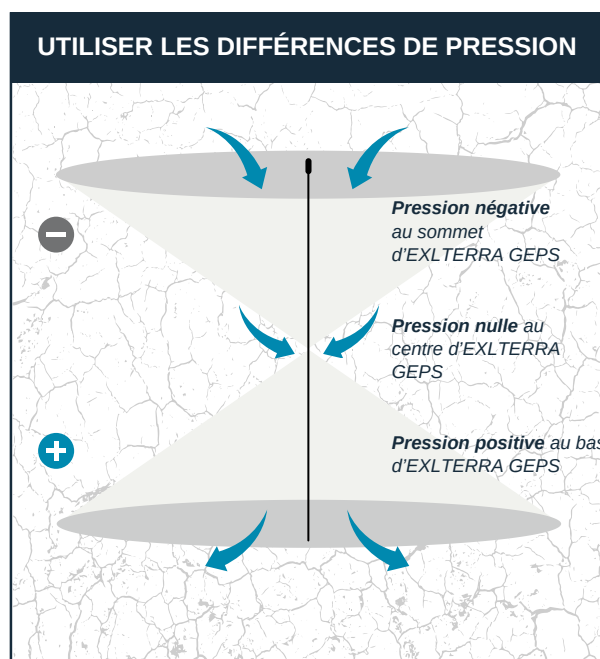 UTILISER LES DIFFÉRENCES DE PRESSION
Pression négative
au sommet
d'EXLTERRA GEPS
Pression nulle au
centre d'EXLTERRA
GEPS
Pression positive au bas
d'EXLTERRA GEPS